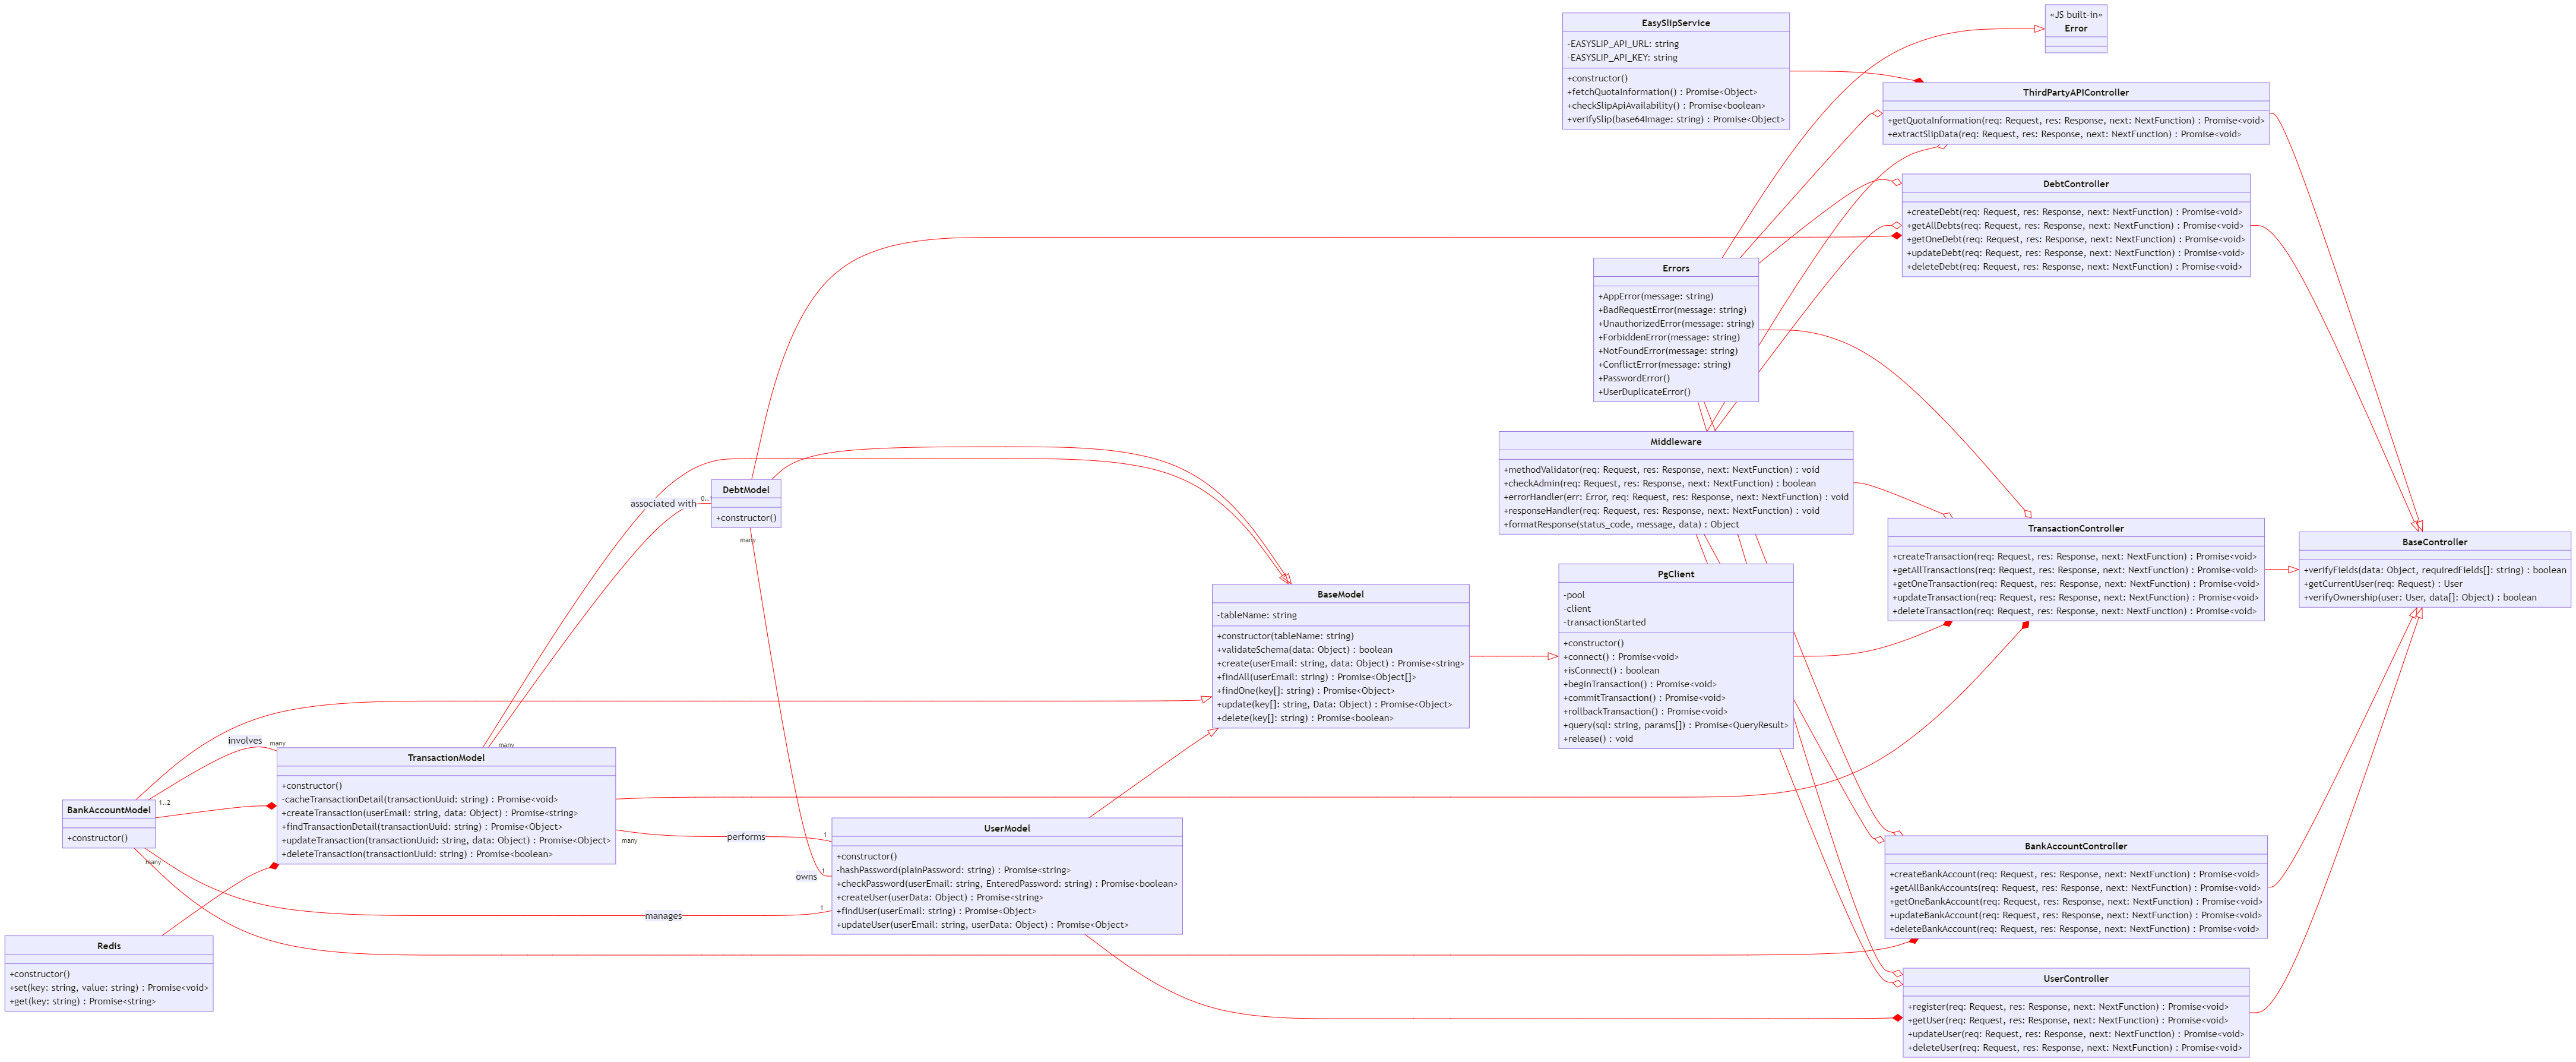 «JS built-in»
Error
EasySlipService
-EASYSLIP_API_URL: string
-EASYSLIP_API_KEY: string
+constructor()
+fetchQuotaInformation() : Promise<Object>
+checkSlipApiAvailability() : Promise<boolean>
+verifySlip(base64Image: string) : Promise<Object>
ThirdPartyAPIController
+getQuotaInformation(req: Request, res: Response, next: NextFunction) : Promise<void>
+extractSlipData(req: Request, res: Response, next: NextFunction) : Promise<void>
DebtController
+createDebt(req: Request, res: Response, next: NextFunction) : Promise<void>
+getAllDebts(req: Request, res: Response, next: NextFunction) : Promise<void>
+getOneDebt(req: Request, res: Response, next: NextFunction) : Promise<void>
+updateDebt(req: Request, res: Response, next: NextFunction) : Promise<void>
+deleteDebt(req: Request, res: Response, next: NextFunction) : Promise<void>
Errors
+AppError(message: string)
+BadRequestError(message: string)
+UnauthorizedError(message: string)
+ForbiddenError(message: string)
+NotFoundError(message: string)
+ConflictError(message: string)
+PasswordError()
+UserDuplicateError()
Middleware
+methodValidator(req: Request, res: Response, next: NextFunction) : void
+checkAdmin(req: Request, res: Response, next: NextFunction) : boolean
+errorHandler(err: Error, req: Request, res: Response, next: NextFunction) : void
+responseHandler(req: Request, res: Response, next: NextFunction) : void
+formatResponse(status_code, message, data) : Object
DebtModel
+constructor()
associated with
0..1
many
TransactionController
+createTransaction(req: Request, res: Response, next: NextFunction) : Promise<void>
+getAllTransactions(req: Request, res: Response, next: NextFunction) : Promise<void>
+getOneTransaction(req: Request, res: Response, next: NextFunction) : Promise<void>
+updateTransaction(req: Request, res: Response, next: NextFunction) : Promise<void>
+deleteTransaction(req: Request, res: Response, next: NextFunction) : Promise<void>
BaseController
+verifyFields(data: Object, requiredFields[]: string) : boolean
+getCurrentUser(req: Request) : User
+verifyOwnership(user: User, data[]: Object) : boolean
BaseModel
-tableName: string
+constructor(tableName: string)
+validateSchema(data: Object) : boolean
+create(userEmail: string, data: Object) : Promise<string>
+findAll(userEmail: string) : Promise<Object[]>
+findOne(key[]: string) : Promise<Object>
+update(key[]: string, Data: Object) : Promise<Object>
+delete(key[]: string) : Promise<boolean>
PgClient
-pool
-client
-transactionStarted
+constructor()
+connect() : Promise<void>
+isConnect() : boolean
+beginTransaction() : Promise<void>
+commitTransaction() : Promise<void>
+rollbackTransaction() : Promise<void>
+query(sql: string, params[]) : Promise<QueryResult>
+release() : void
involves
many
many
TransactionModel
+constructor()
-cacheTransactionDetail(transactionUuid: string) : Promise<void>
+createTransaction(userEmail: string, data: Object) : Promise<string>
+findTransactionDetail(transactionUuid: string) : Promise<Object>
+updateTransaction(transactionUuid: string, data: Object) : Promise<Object>
+deleteTransaction(transactionUuid: string) : Promise<boolean>
BankAccountModel
+constructor()
1..2
many
performs
many
1
owns
1
manages
1
UserModel
+constructor()
-hashPassword(plainPassword: string) : Promise<string>
+checkPassword(userEmail: string, EnteredPassword: string) : Promise<boolean>
+createUser(userData: Object) : Promise<string>
+findUser(userEmail: string) : Promise<Object>
+updateUser(userEmail: string, userData: Object) : Promise<Object>
BankAccountController
+createBankAccount(req: Request, res: Response, next: NextFunction) : Promise<void>
+getAllBankAccounts(req: Request, res: Response, next: NextFunction) : Promise<void>
+getOneBankAccount(req: Request, res: Response, next: NextFunction) : Promise<void>
+updateBankAccount(req: Request, res: Response, next: NextFunction) : Promise<void>
+deleteBankAccount(req: Request, res: Response, next: NextFunction) : Promise<void>
Redis
+constructor()
+set(key: string, value: string) : Promise<void>
+get(key: string) : Promise<string>
UserController
+register(req: Request, res: Response, next: NextFunction) : Promise<void>
+getUser(req: Request, res: Response, next: NextFunction) : Promise<void>
+updateUser(req: Request, res: Response, next: NextFunction) : Promise<void>
+deleteUser(req: Request, res: Response, next: NextFunction) : Promise<void>